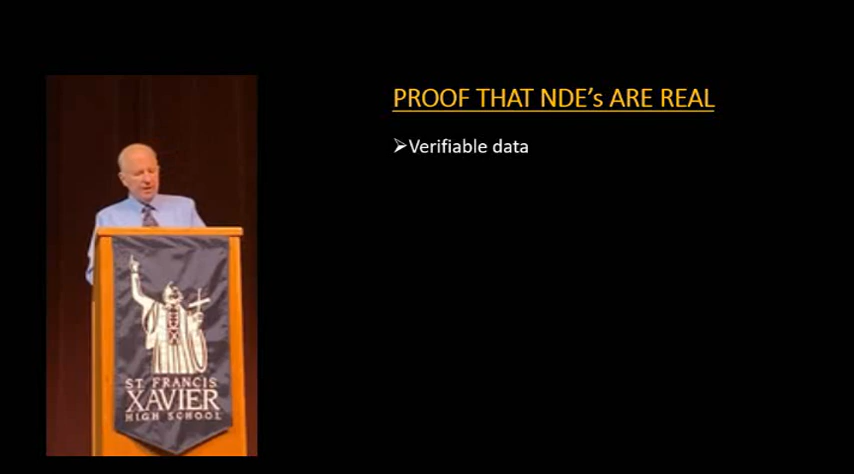 PROOF THAT NDE's ARE REAL
➢Verifiable data
ST. FRANCIS
XAVIER
HIGH SCHOOL